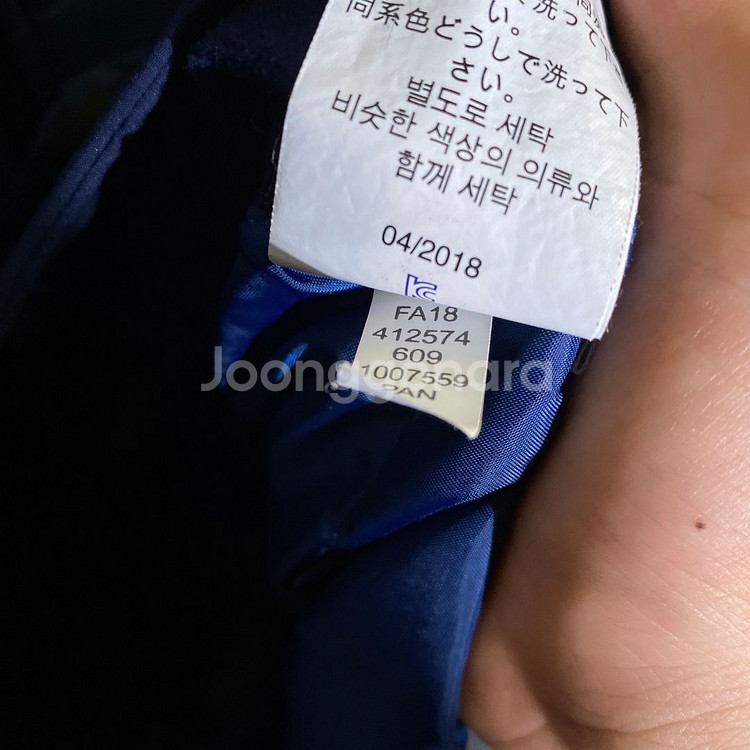 い。
同系色どうしで洗って下
さい。
별도로 세탁
비슷한 색상의 의류와
함께 세탁
04/2018
FA18
412574
609
1007559
PAN
Joonggonara